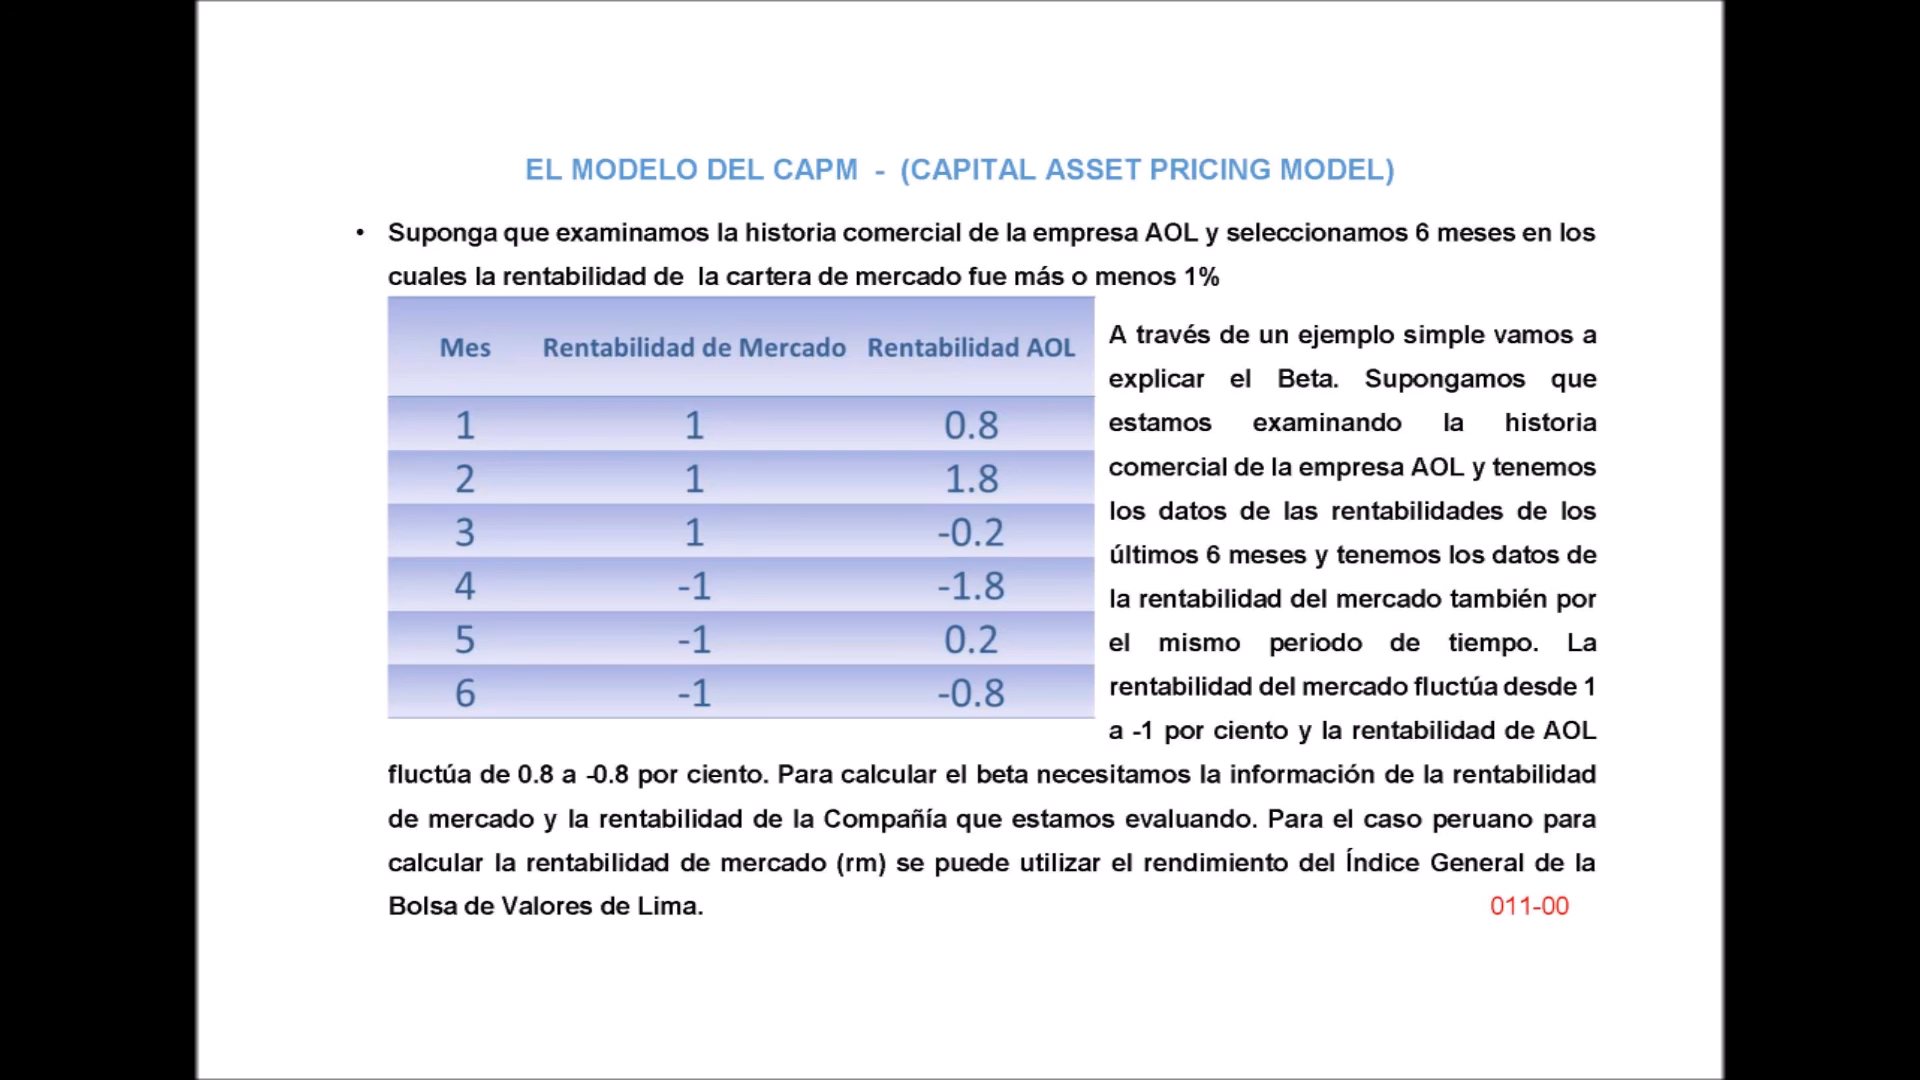 EL MODELO DEL CAPM - (CAPITAL ASSET PRICING MODEL)
• Suponga que examinamos la historia comercial de la empresa AOL y seleccionamos 6 meses en los
cuales la rentabilidad de la cartera de mercado fue más o menos 1%
Mes Rentabilidad de Mercado Rentabilidad AOL
1 1 0.8
2 1 1.8
3 1 -0.2
4 -1 -1.8
5 -1 0.2
6 -1 -0.8
A través de un ejemplo simple vamos a
explicar el Beta. Supongamos que
estamos examinando la historia
comercial de la empresa AOL y tenemos
los datos de las rentabilidades de los
últimos 6 meses y tenemos los datos de
la rentabilidad del mercado también por
el mismo periodo de tiempo. La
rentabilidad del mercado fluctúa desde 1
a -1 por ciento y la rentabilidad de AOL
fluctúa de 0.8 a -0.8 por ciento. Para calcular el beta necesitamos la información de la rentabilidad
de mercado y la rentabilidad de la Compañía que estamos evaluando. Para el caso peruano para
calcular la rentabilidad de mercado (rm) se puede utilizar el rendimiento del Índice General de la
Bolsa de Valores de Lima.
011-00